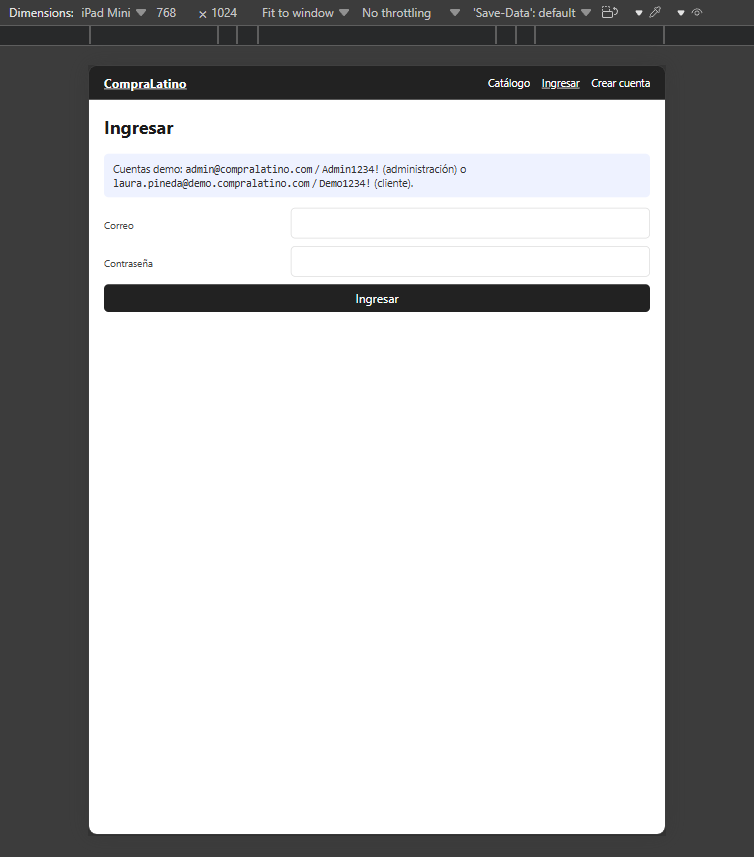 Dimensions: iPad Mini 768 × 1024 Fit to window No throttling 'Save-Data': default
CompraLatino Catálogo Ingresar Crear cuenta
Ingresar
Cuentas demo: admin@compralatino.com / Admin1234! (administración) o
laura.pineda@demo.compralatino.com / Demo1234! (cliente).
Correo
Contraseña
Ingresar